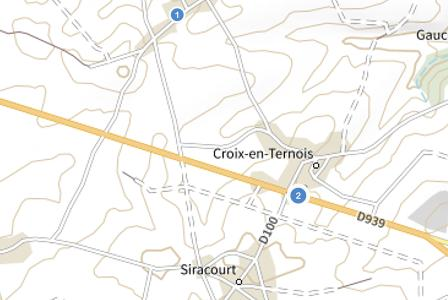 1
Gauc
Croix-en-Ternois
2
D939
D100
Siracourt